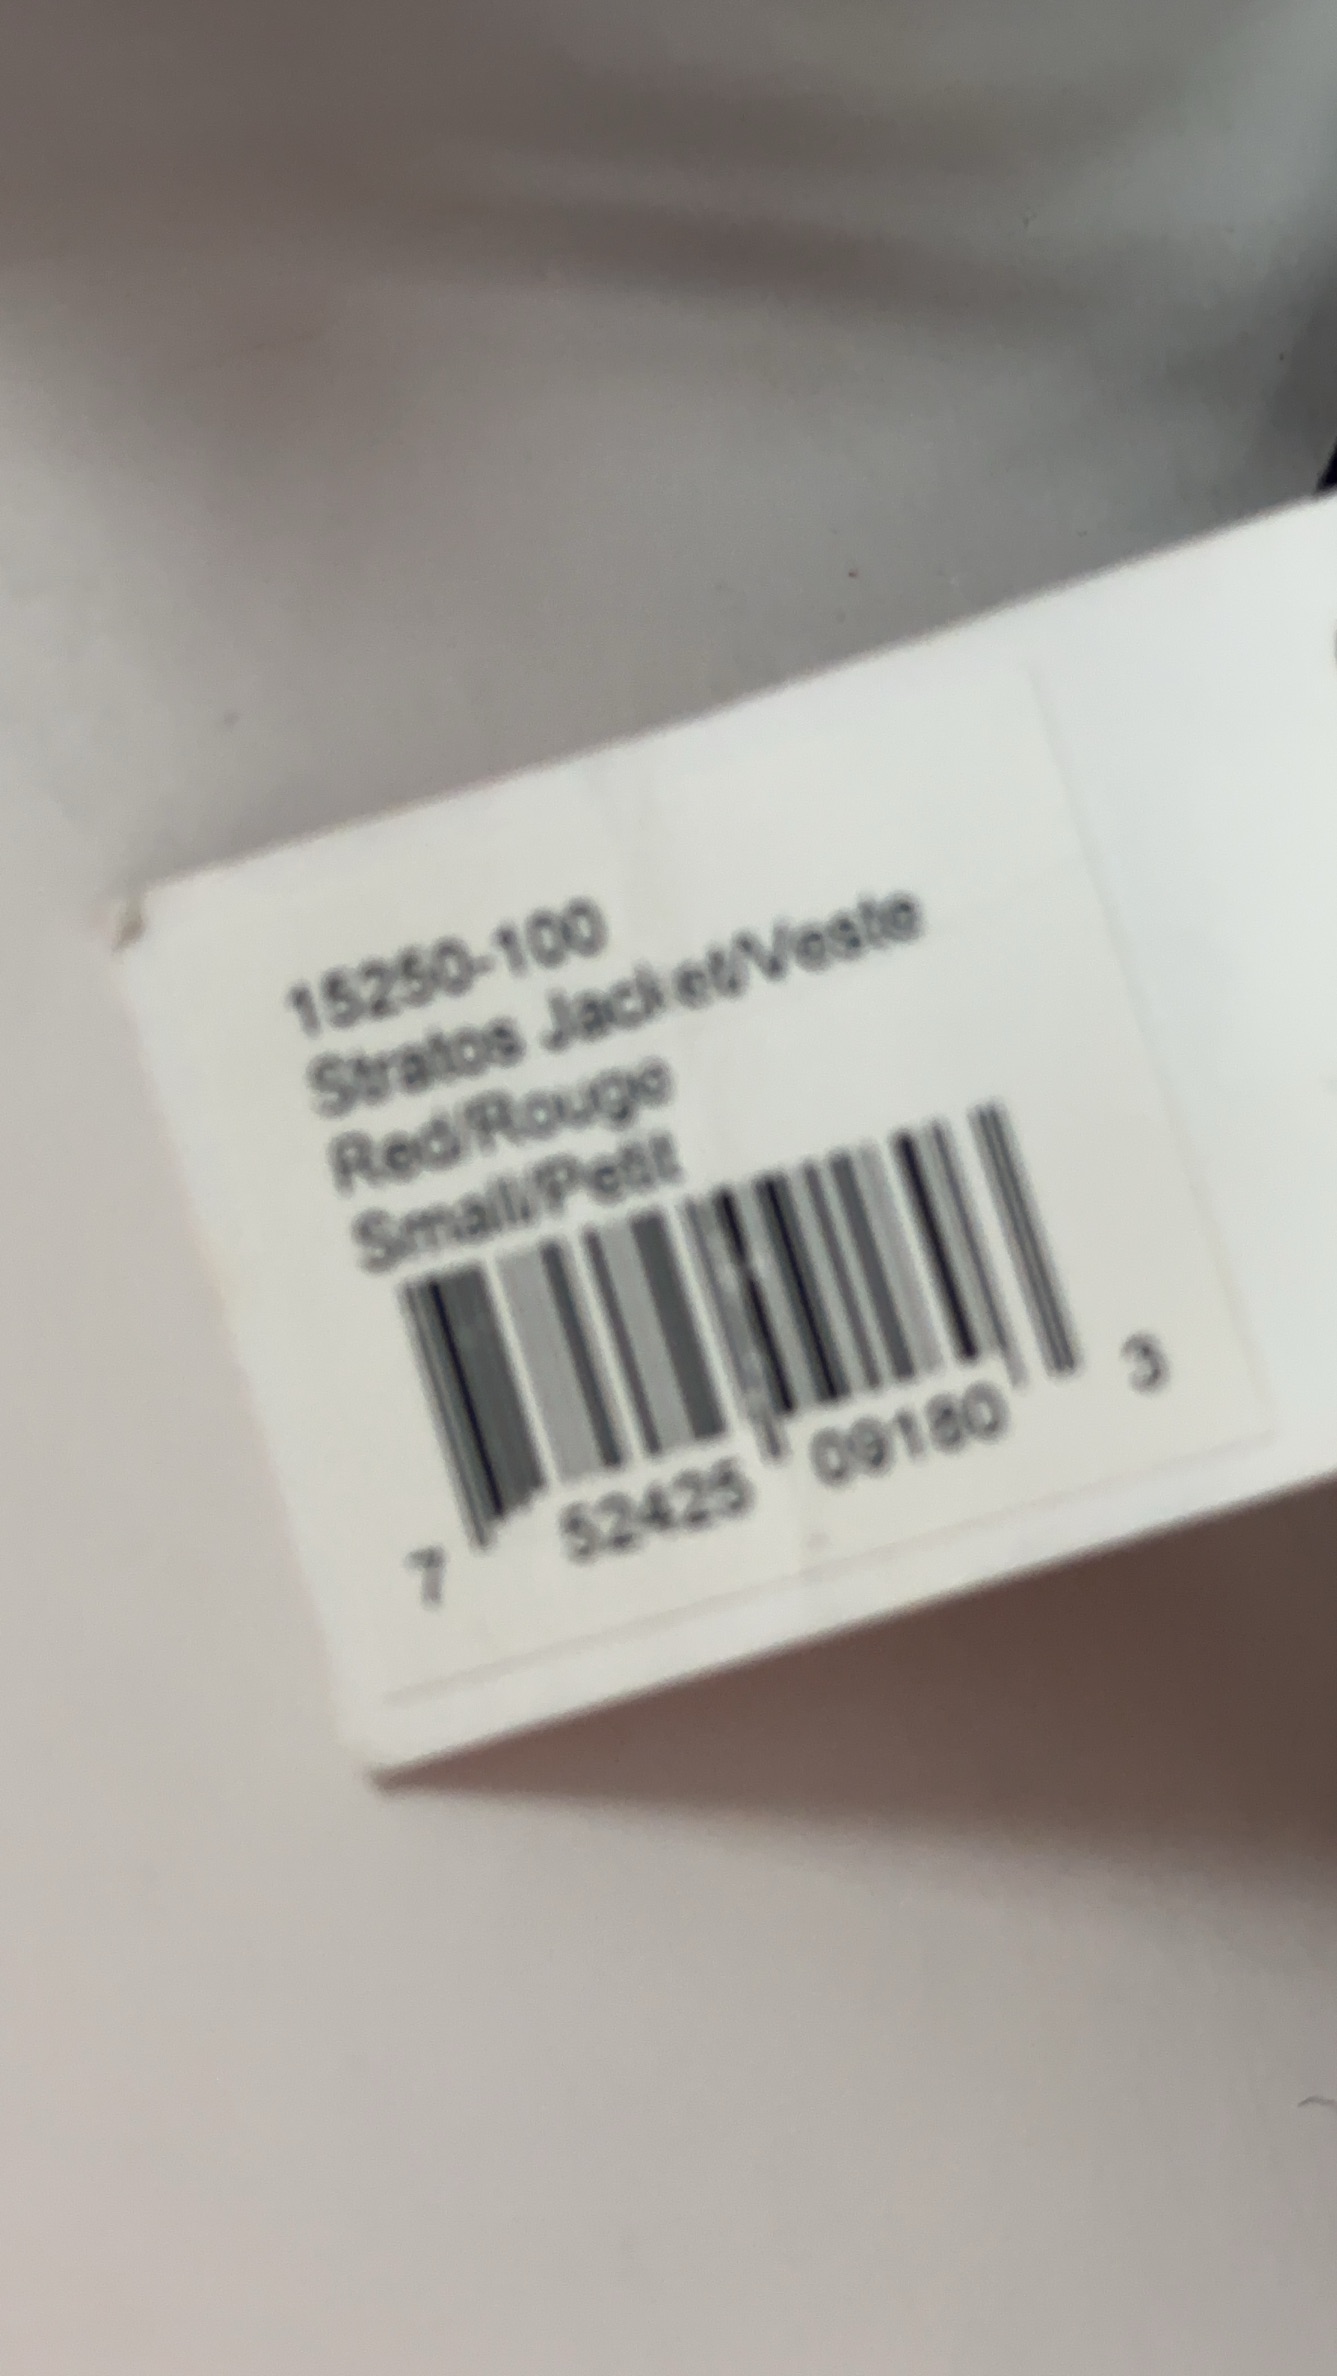 15250-100
Stratos Jacket/Veste
Red/Rouge
Small/Petit
7 52425 09180 3